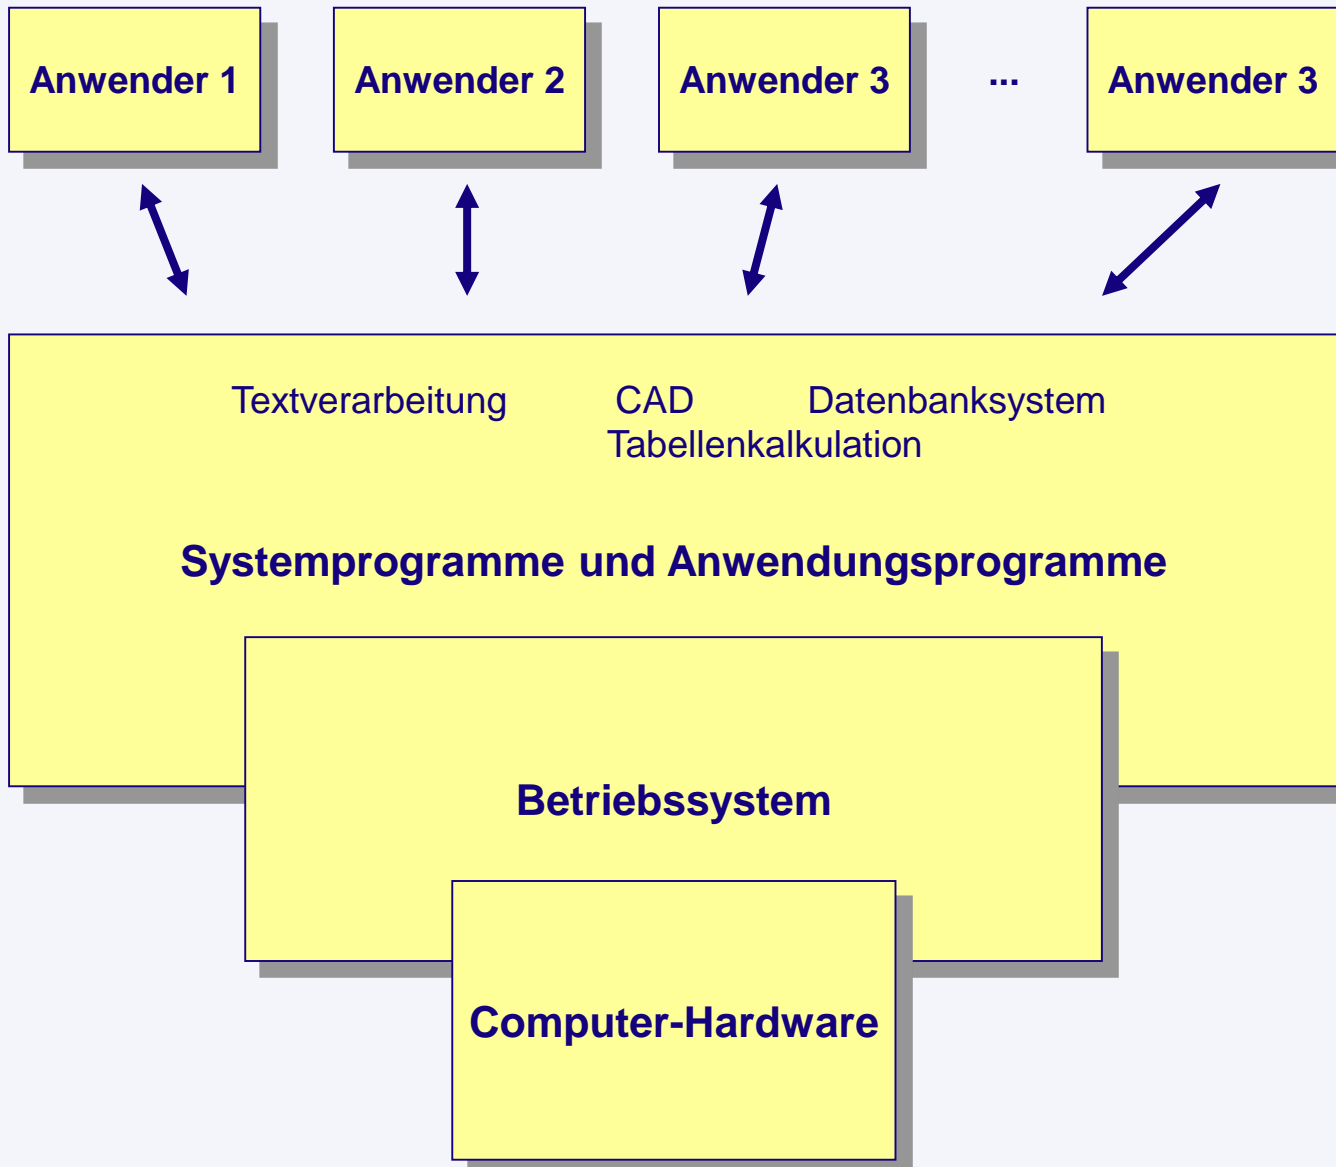 Anwender 1
Anwender 2
Anwender 3
...
Anwender 3
Textverarbeitung CAD Datenbanksystem
Tabellenkalkulation
Systemprogramme und Anwendungsprogramme
Betriebssystem
Computer-Hardware